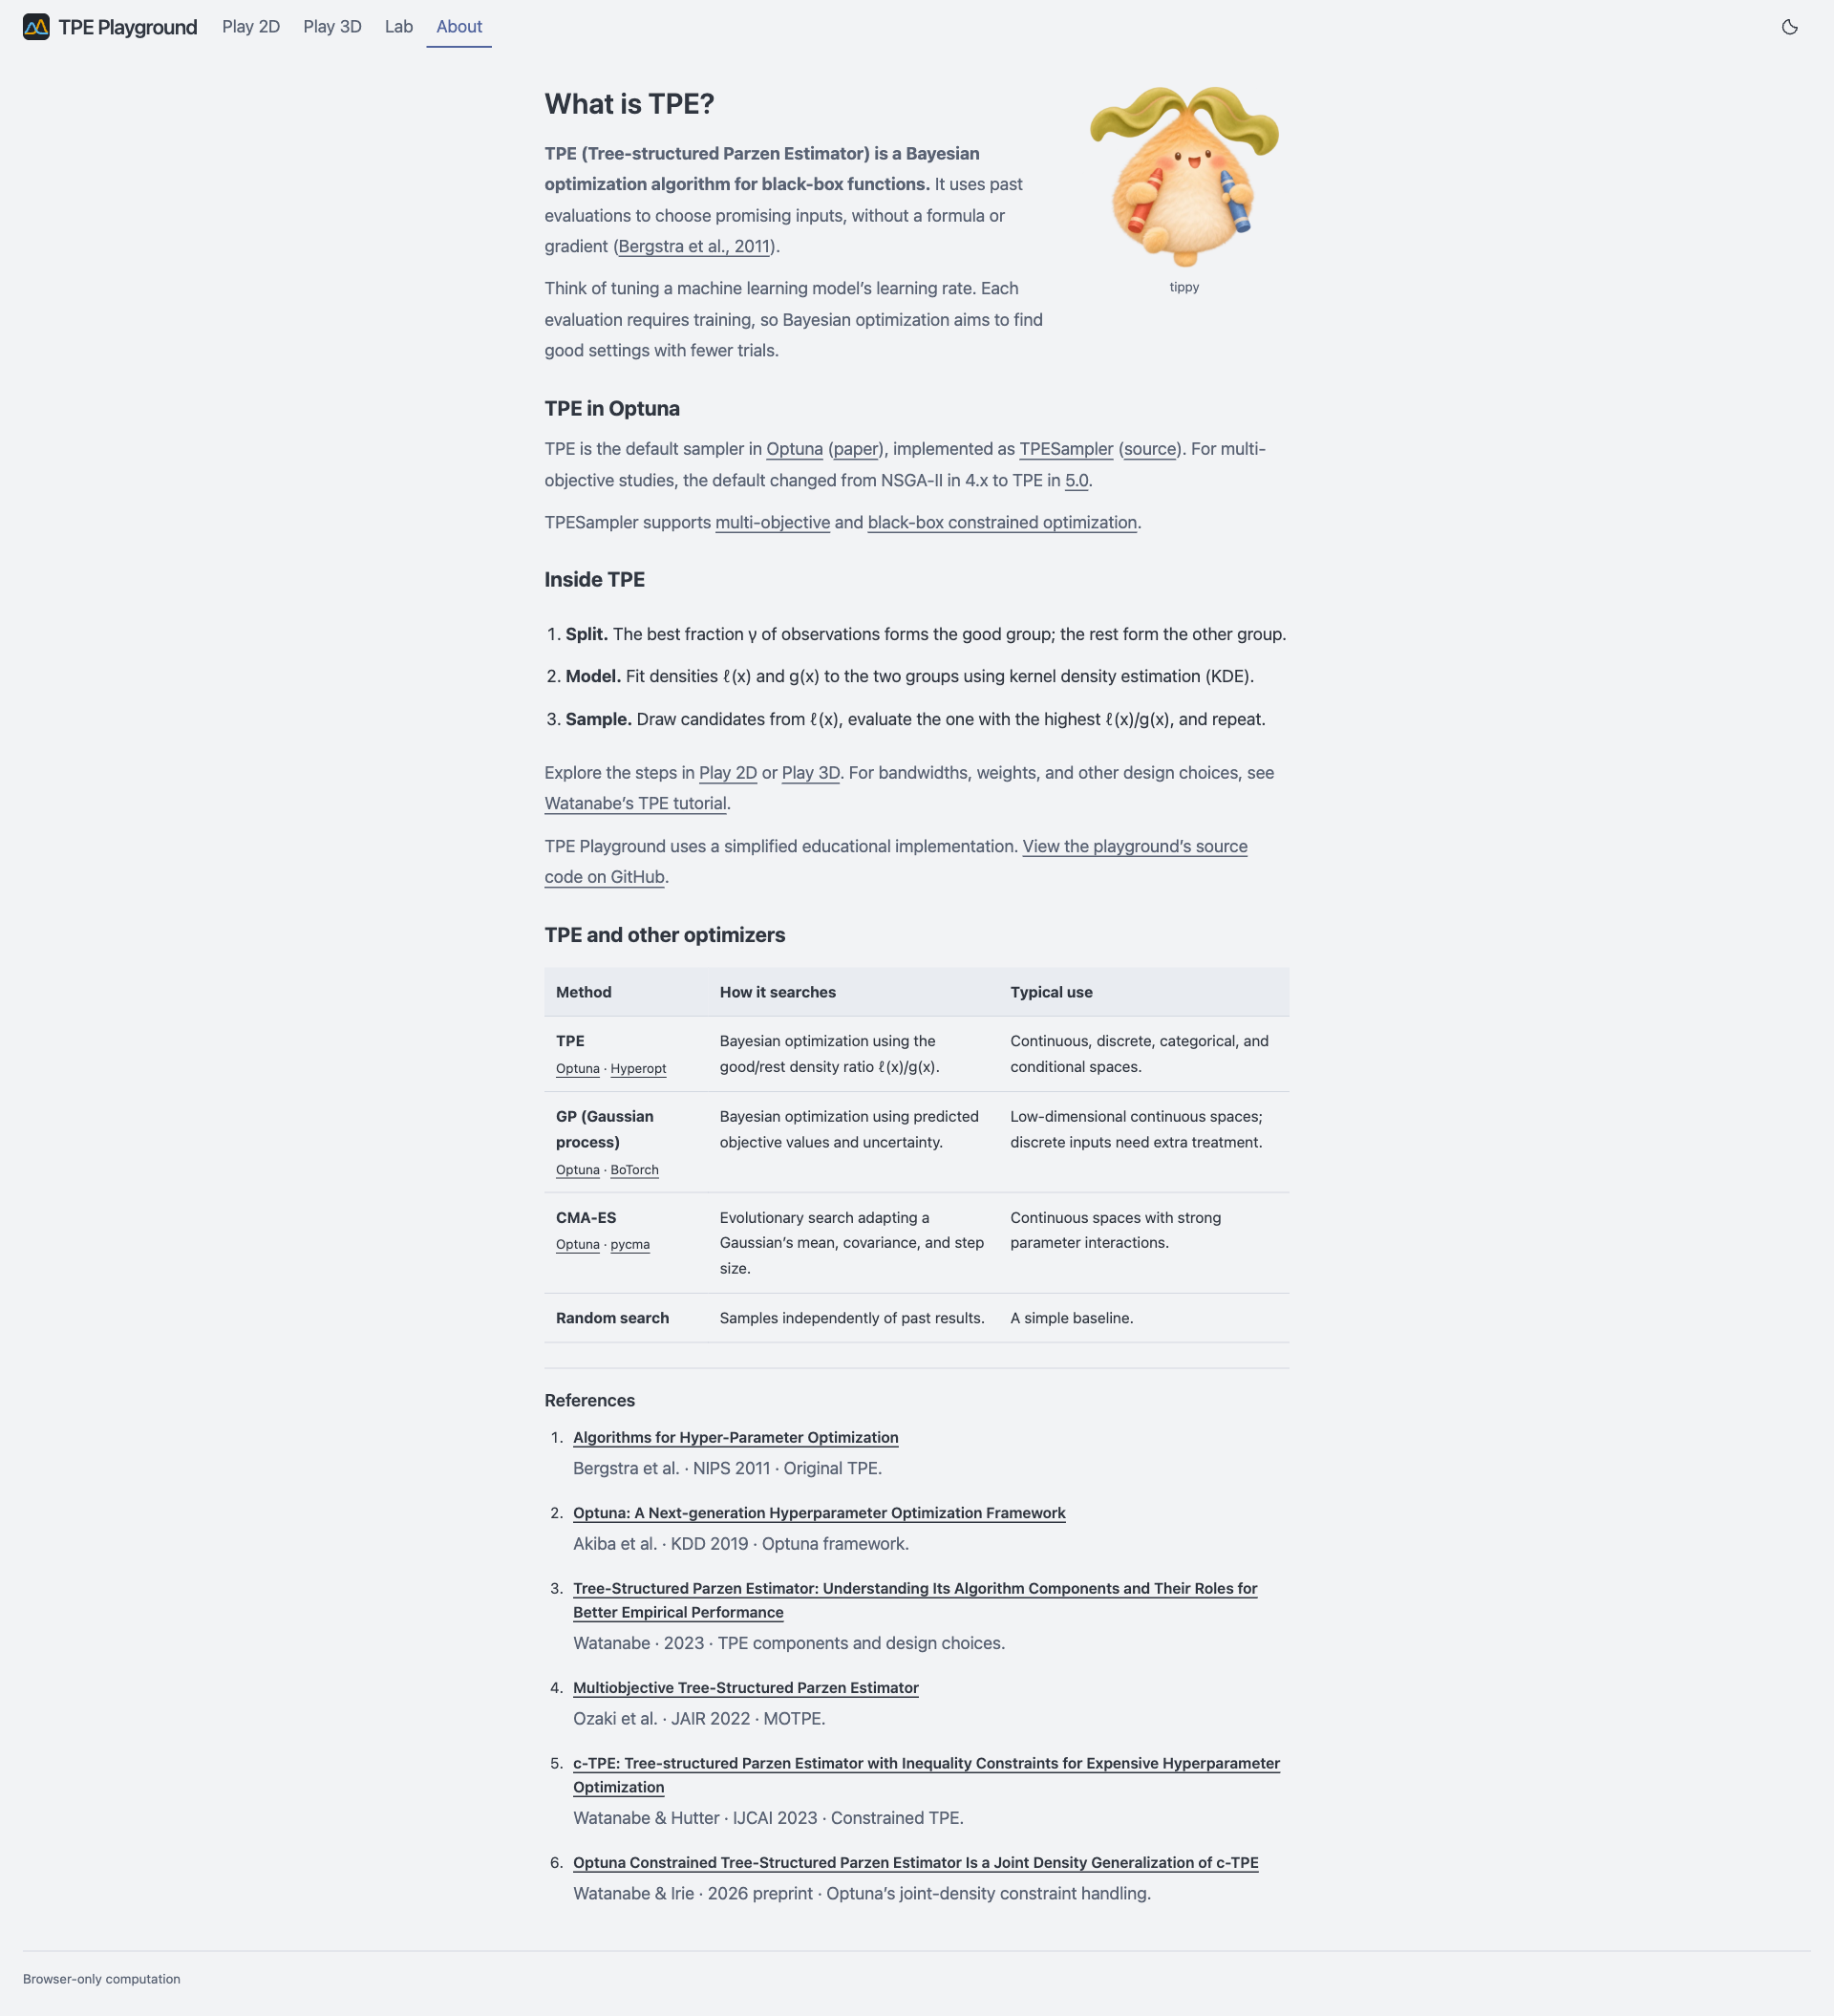 TPE Playground
Play 2D
Play 3D
Lab
About
What is TPE?
TPE (Tree-structured Parzen Estimator) is a Bayesian
optimization algorithm for black-box functions. It uses past
evaluations to choose promising inputs, without a formula or
gradient (Bergstra et al., 2011).
Think of tuning a machine learning model’s learning rate. Each
evaluation requires training, so Bayesian optimization aims to find
good settings with fewer trials.
tippy
TPE in Optuna
TPE is the default sampler in Optuna (paper), implemented as TPESampler (source). For multi-
objective studies, the default changed from NSGA-II in 4.x to TPE in 5.0.
TPESampler supports multi-objective and black-box constrained optimization.
Inside TPE
1. Split. The best fraction γ of observations forms the good group; the rest form the other group.
2. Model. Fit densities ℓ(x) and g(x) to the two groups using kernel density estimation (KDE).
3. Sample. Draw candidates from ℓ(x), evaluate the one with the highest ℓ(x)/g(x), and repeat.
Explore the steps in Play 2D or Play 3D. For bandwidths, weights, and other design choices, see
Watanabe’s TPE tutorial.
TPE Playground uses a simplified educational implementation. View the playground’s source
code on GitHub.
TPE and other optimizers
Method
How it searches
Typical use
TPE
Optuna · Hyperopt
Bayesian optimization using the
good/rest density ratio ℓ(x)/g(x).
Continuous, discrete, categorical, and
conditional spaces.
GP (Gaussian
process)
Optuna · BoTorch
Bayesian optimization using predicted
objective values and uncertainty.
Low-dimensional continuous spaces;
discrete inputs need extra treatment.
CMA-ES
Optuna · pycma
Evolutionary search adapting a
Gaussian’s mean, covariance, and step
size.
Continuous spaces with strong
parameter interactions.
Random search
Samples independently of past results.
A simple baseline.
References
1. Algorithms for Hyper-Parameter Optimization
Bergstra et al. · NIPS 2011 · Original TPE.
2. Optuna: A Next-generation Hyperparameter Optimization Framework
Akiba et al. · KDD 2019 · Optuna framework.
3. Tree-Structured Parzen Estimator: Understanding Its Algorithm Components and Their Roles for
Better Empirical Performance
Watanabe · 2023 · TPE components and design choices.
4. Multiobjective Tree-Structured Parzen Estimator
Ozaki et al. · JAIR 2022 · MOTPE.
5. c-TPE: Tree-structured Parzen Estimator with Inequality Constraints for Expensive Hyperparameter
Optimization
Watanabe & Hutter · IJCAI 2023 · Constrained TPE.
6. Optuna Constrained Tree-Structured Parzen Estimator Is a Joint Density Generalization of c-TPE
Watanabe & Irie · 2026 preprint · Optuna’s joint-density constraint handling.
Browser-only computation